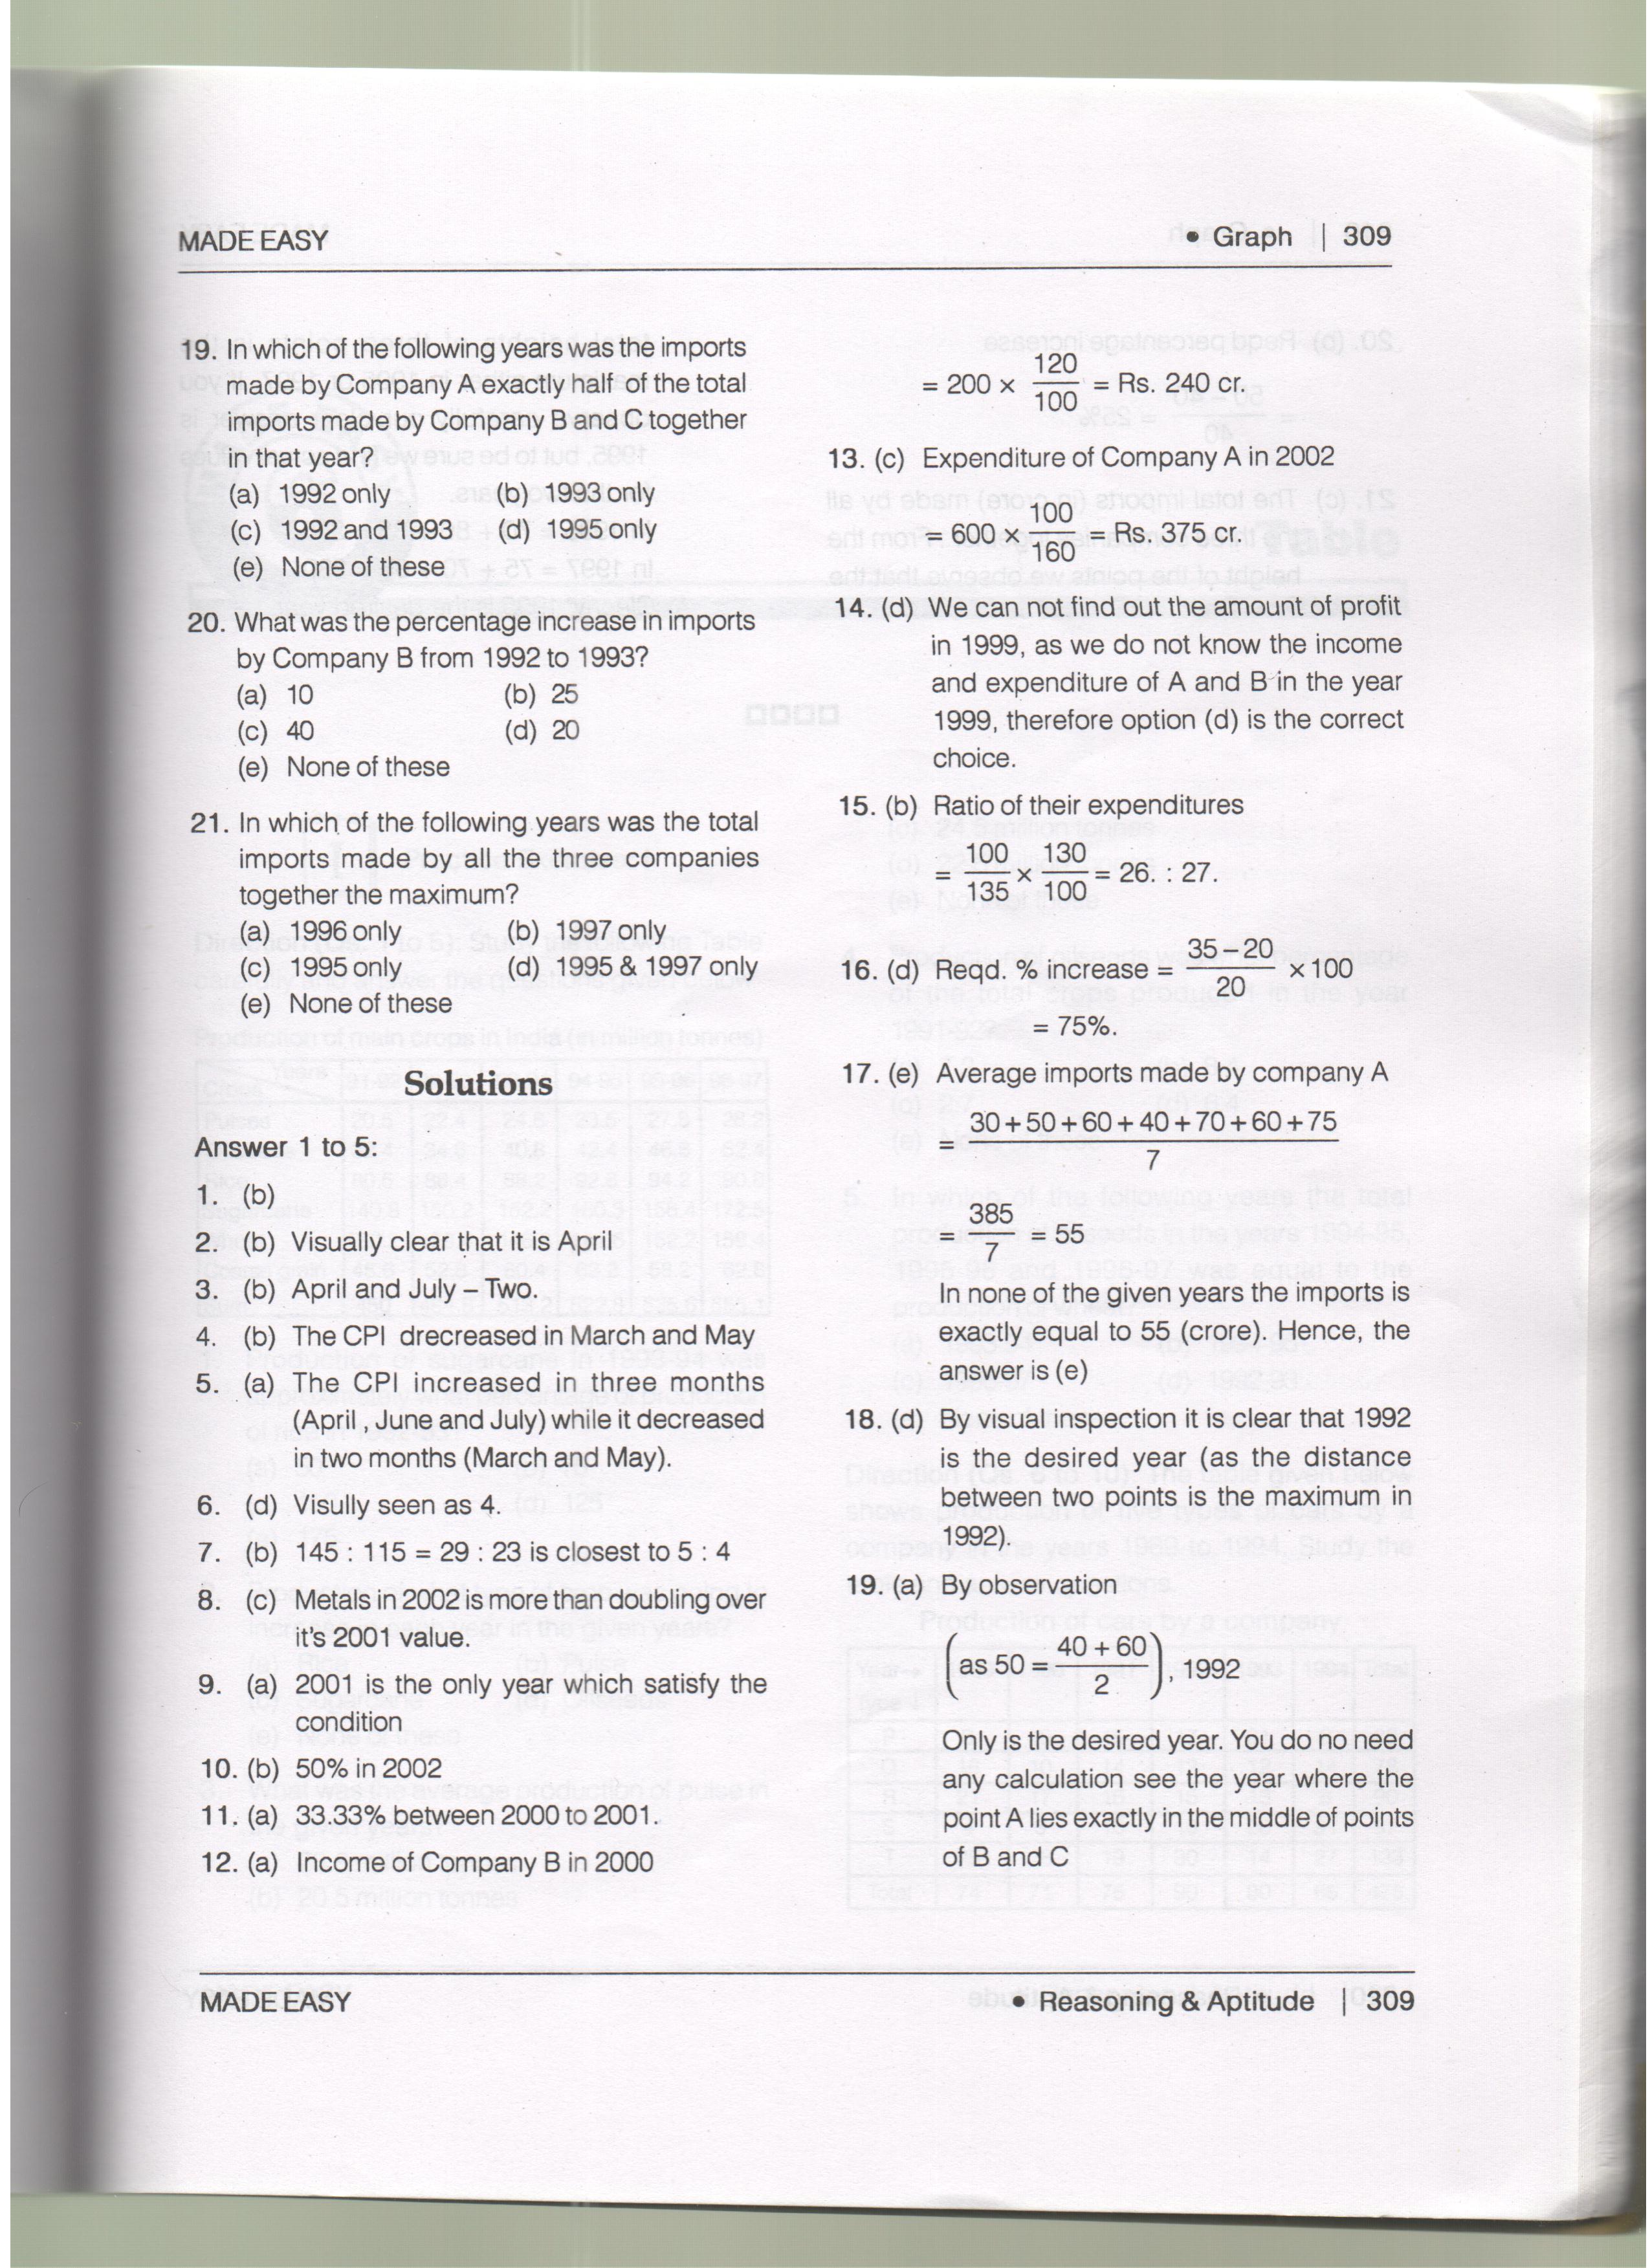 MADE EASY
• Graph | 309
19. In which of the following years was the imports
made by Company A exactly half of the total
imports made by Company B and C together
in that year?
(a) 1992 only (b) 1993 only
(c) 1992 and 1993 (d) 1995 only
(e) None of these
20. What was the percentage increase in imports
by Company B from 1992 to 1993?
(a) 10 (b) 25
(c) 40 (d) 20
(e) None of these
21. In which of the following years was the total
imports made by all the three companies
together the maximum?
(a) 1996 only (b) 1997 only
(c) 1995 only (d) 1995 & 1997 only
(e) None of these
Solutions
Answer 1 to 5:
1. (b)
2. (b) Visually clear that it is April
3. (b) April and July – Two.
4. (b) The CPI drecreased in March and May
5. (a) The CPI increased in three months
(April , June and July) while it decreased
in two months (March and May).
6. (d) Visully seen as 4.
7. (b) 145 : 115 = 29 : 23 is closest to 5 : 4
8. (c) Metals in 2002 is more than doubling over
it's 2001 value.
9. (a) 2001 is the only year which satisfy the
condition
10. (b) 50% in 2002
11. (a) 33.33% between 2000 to 2001.
12. (a) Income of Company B in 2000
= 200 × 120/100 = Rs. 240 cr.
13. (c) Expenditure of Company A in 2002
= 600 × 100/160 = Rs. 375 cr.
14. (d) We can not find out the amount of profit
in 1999, as we do not know the income
and expenditure of A and B in the year
1999, therefore option (d) is the correct
choice.
15. (b) Ratio of their expenditures
= 100/135 × 130/100 = 26. : 27.
16. (d) Reqd. % increase = 35 – 20/20 × 100
= 75%.
17. (e) Average imports made by company A
= 30 + 50 + 60 + 40 + 70 + 60 + 75/7
= 385/7 = 55
In none of the given years the imports is
exactly equal to 55 (crore). Hence, the
answer is (e)
18. (d) By visual inspection it is clear that 1992
is the desired year (as the distance
between two points is the maximum in
1992).
19. (a) By observation
(as 50 = 40 + 60/2), 1992
Only is the desired year. You do no need
any calculation see the year where the
point A lies exactly in the middle of points
of B and C
MADE EASY
• Reasoning & Aptitude | 309